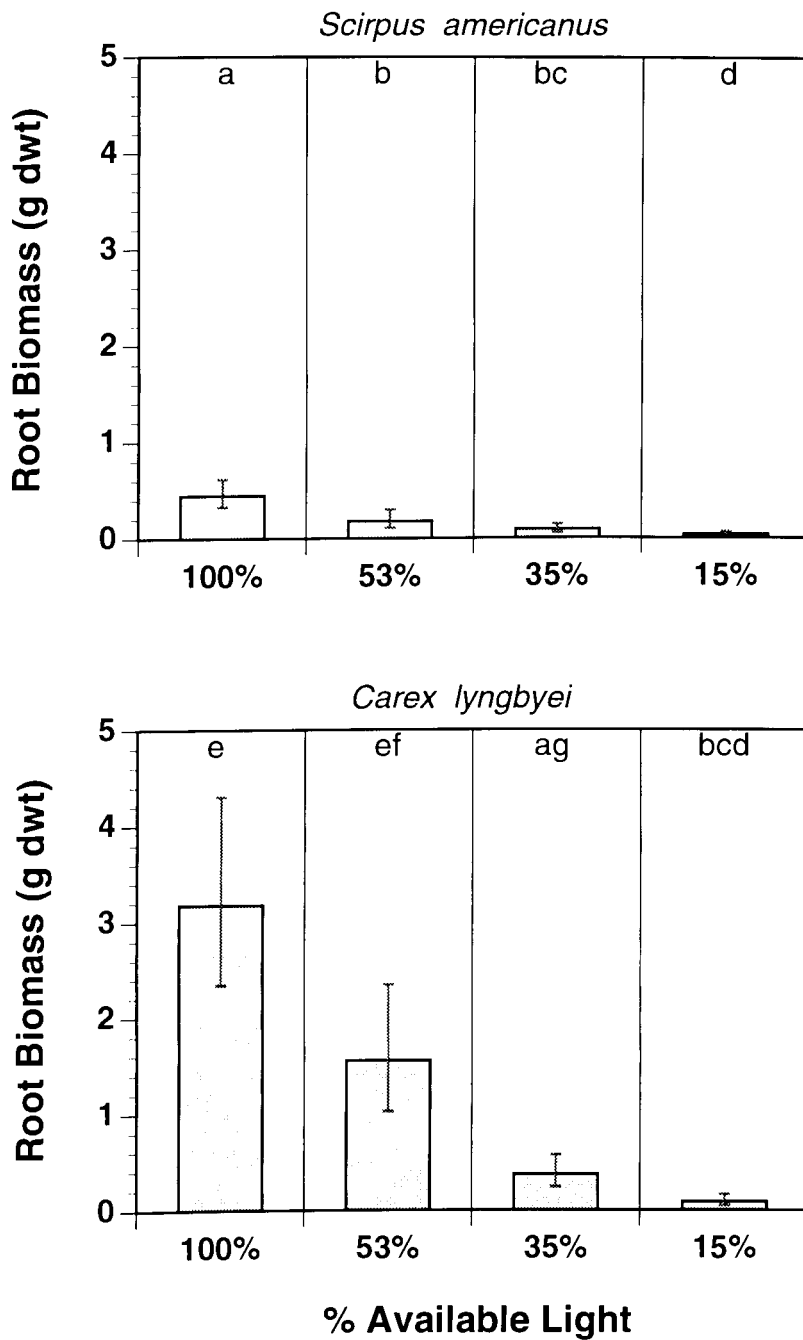 Scirpus americanus
5
a b bc d
4
3
2
1
0
Root Biomass (g dwt)
100% 53% 35% 15%
Carex lyngbyei
5
e ef ag bcd
4
3
2
1
0
Root Biomass (g dwt)
100% 53% 35% 15%
% Available Light